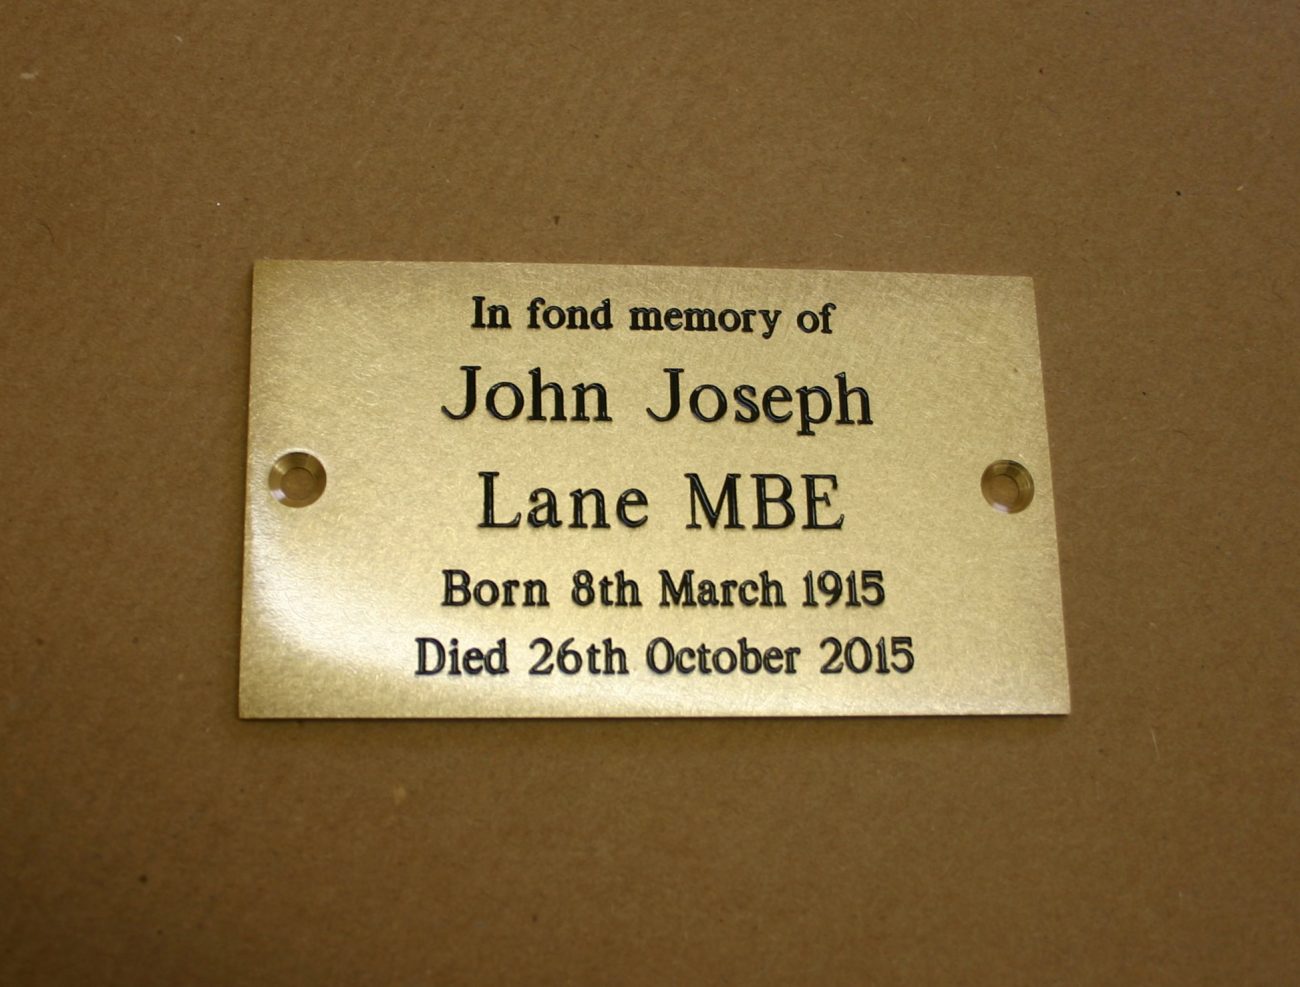 In fond memory of
John Joseph
Lane MBE
Born 8th March 1915
Died 26th October 2015